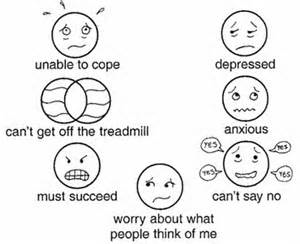 unable to cope
depressed
can't get off the treadmill
anxious
YES
YES
YES
YES
must succeed
can't say no
worry about what
people think of me